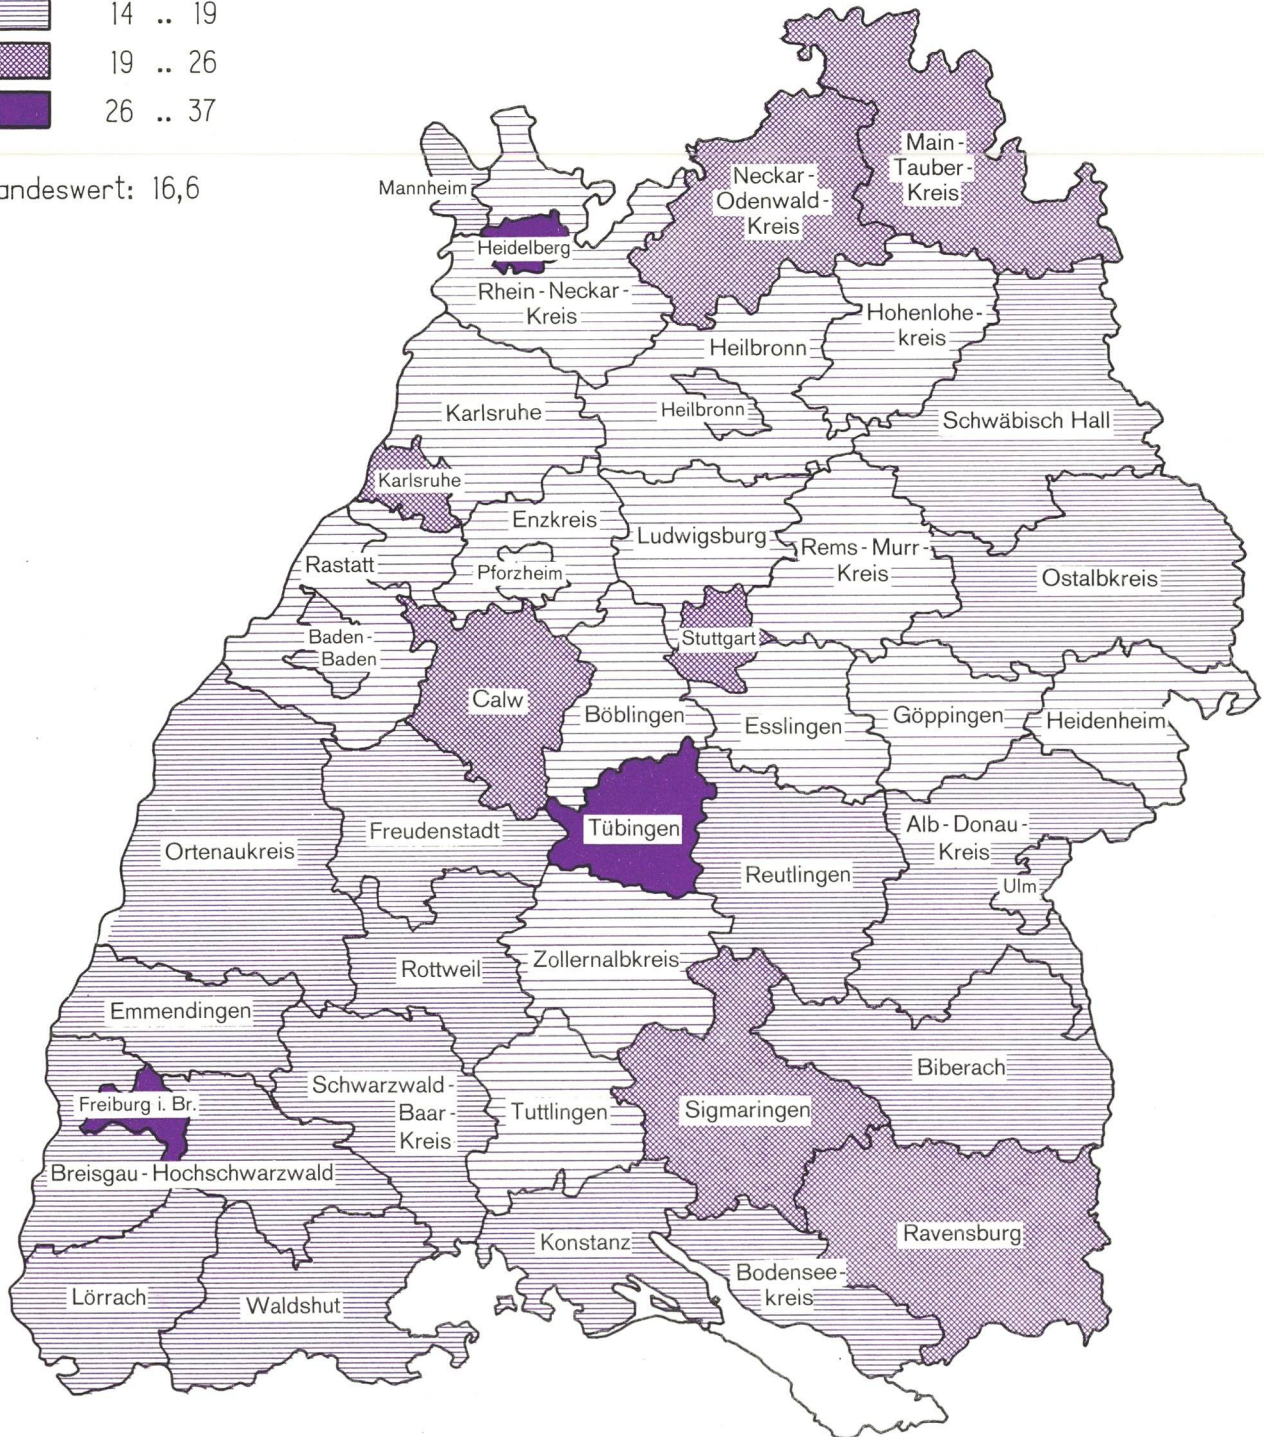 14 .. 19
19 .. 26
26 .. 37
andeswert: 16,6
Main-
Tauber-
Kreis
Neckar-
Odenwald-
Kreis
Mannheim
Heidelberg
Rhein-Neckar-
Kreis
Hohenlohe-
kreis
Heilbronn
Karlsruhe
Heilbronn
Schwäbisch Hall
Karlsruhe
Enzkreis
Ludwigsburg
Rems-Murr-
Kreis
Rastatt
Pforzheim
Ostalbkreis
Baden-
Baden
Stuttgart
Calw
Böblingen
Esslingen
Göppingen
Heidenheim
Freudenstadt
Tübingen
Alb-Donau-
Kreis
Ortenaukreis
Reutlingen
Ulm
Zollernalbkreis
Rottweil
Emmendingen
Biberach
Schwarzwald-
Baar-
Kreis
Freiburg i. Br.
Tuttlingen
Sigmaringen
Breisgau-Hochschwarzwald
Konstanz
Ravensburg
Bodensee-
kreis
Lörrach
Waldshut